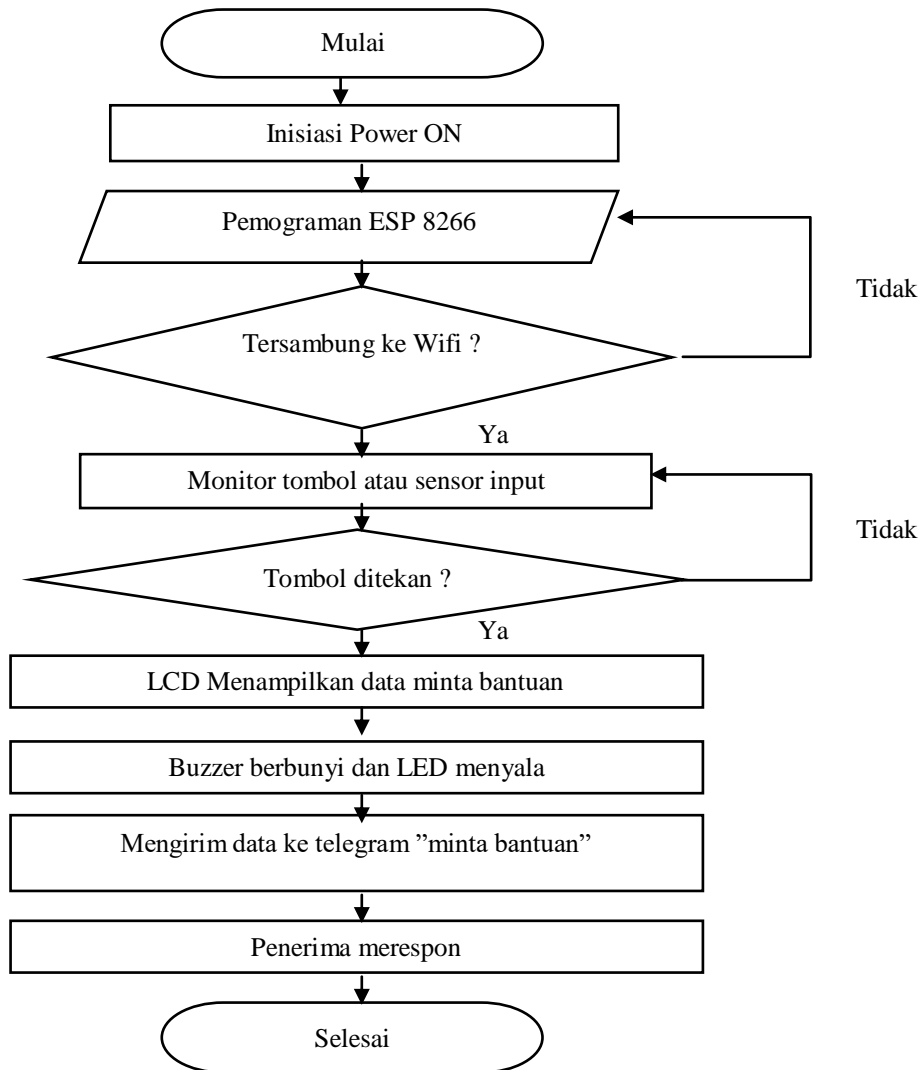 Mulai
Inisiasi Power ON
Pemograman ESP 8266
Tidak
Tersambung ke Wifi ?
Ya
Monitor tombol atau sensor input
Tidak
Tombol ditekan ?
Ya
LCD Menampilkan data minta bantuan
Buzzer berbunyi dan LED menyala
Mengirim data ke telegram ”minta bantuan”
Penerima merespon
Selesai